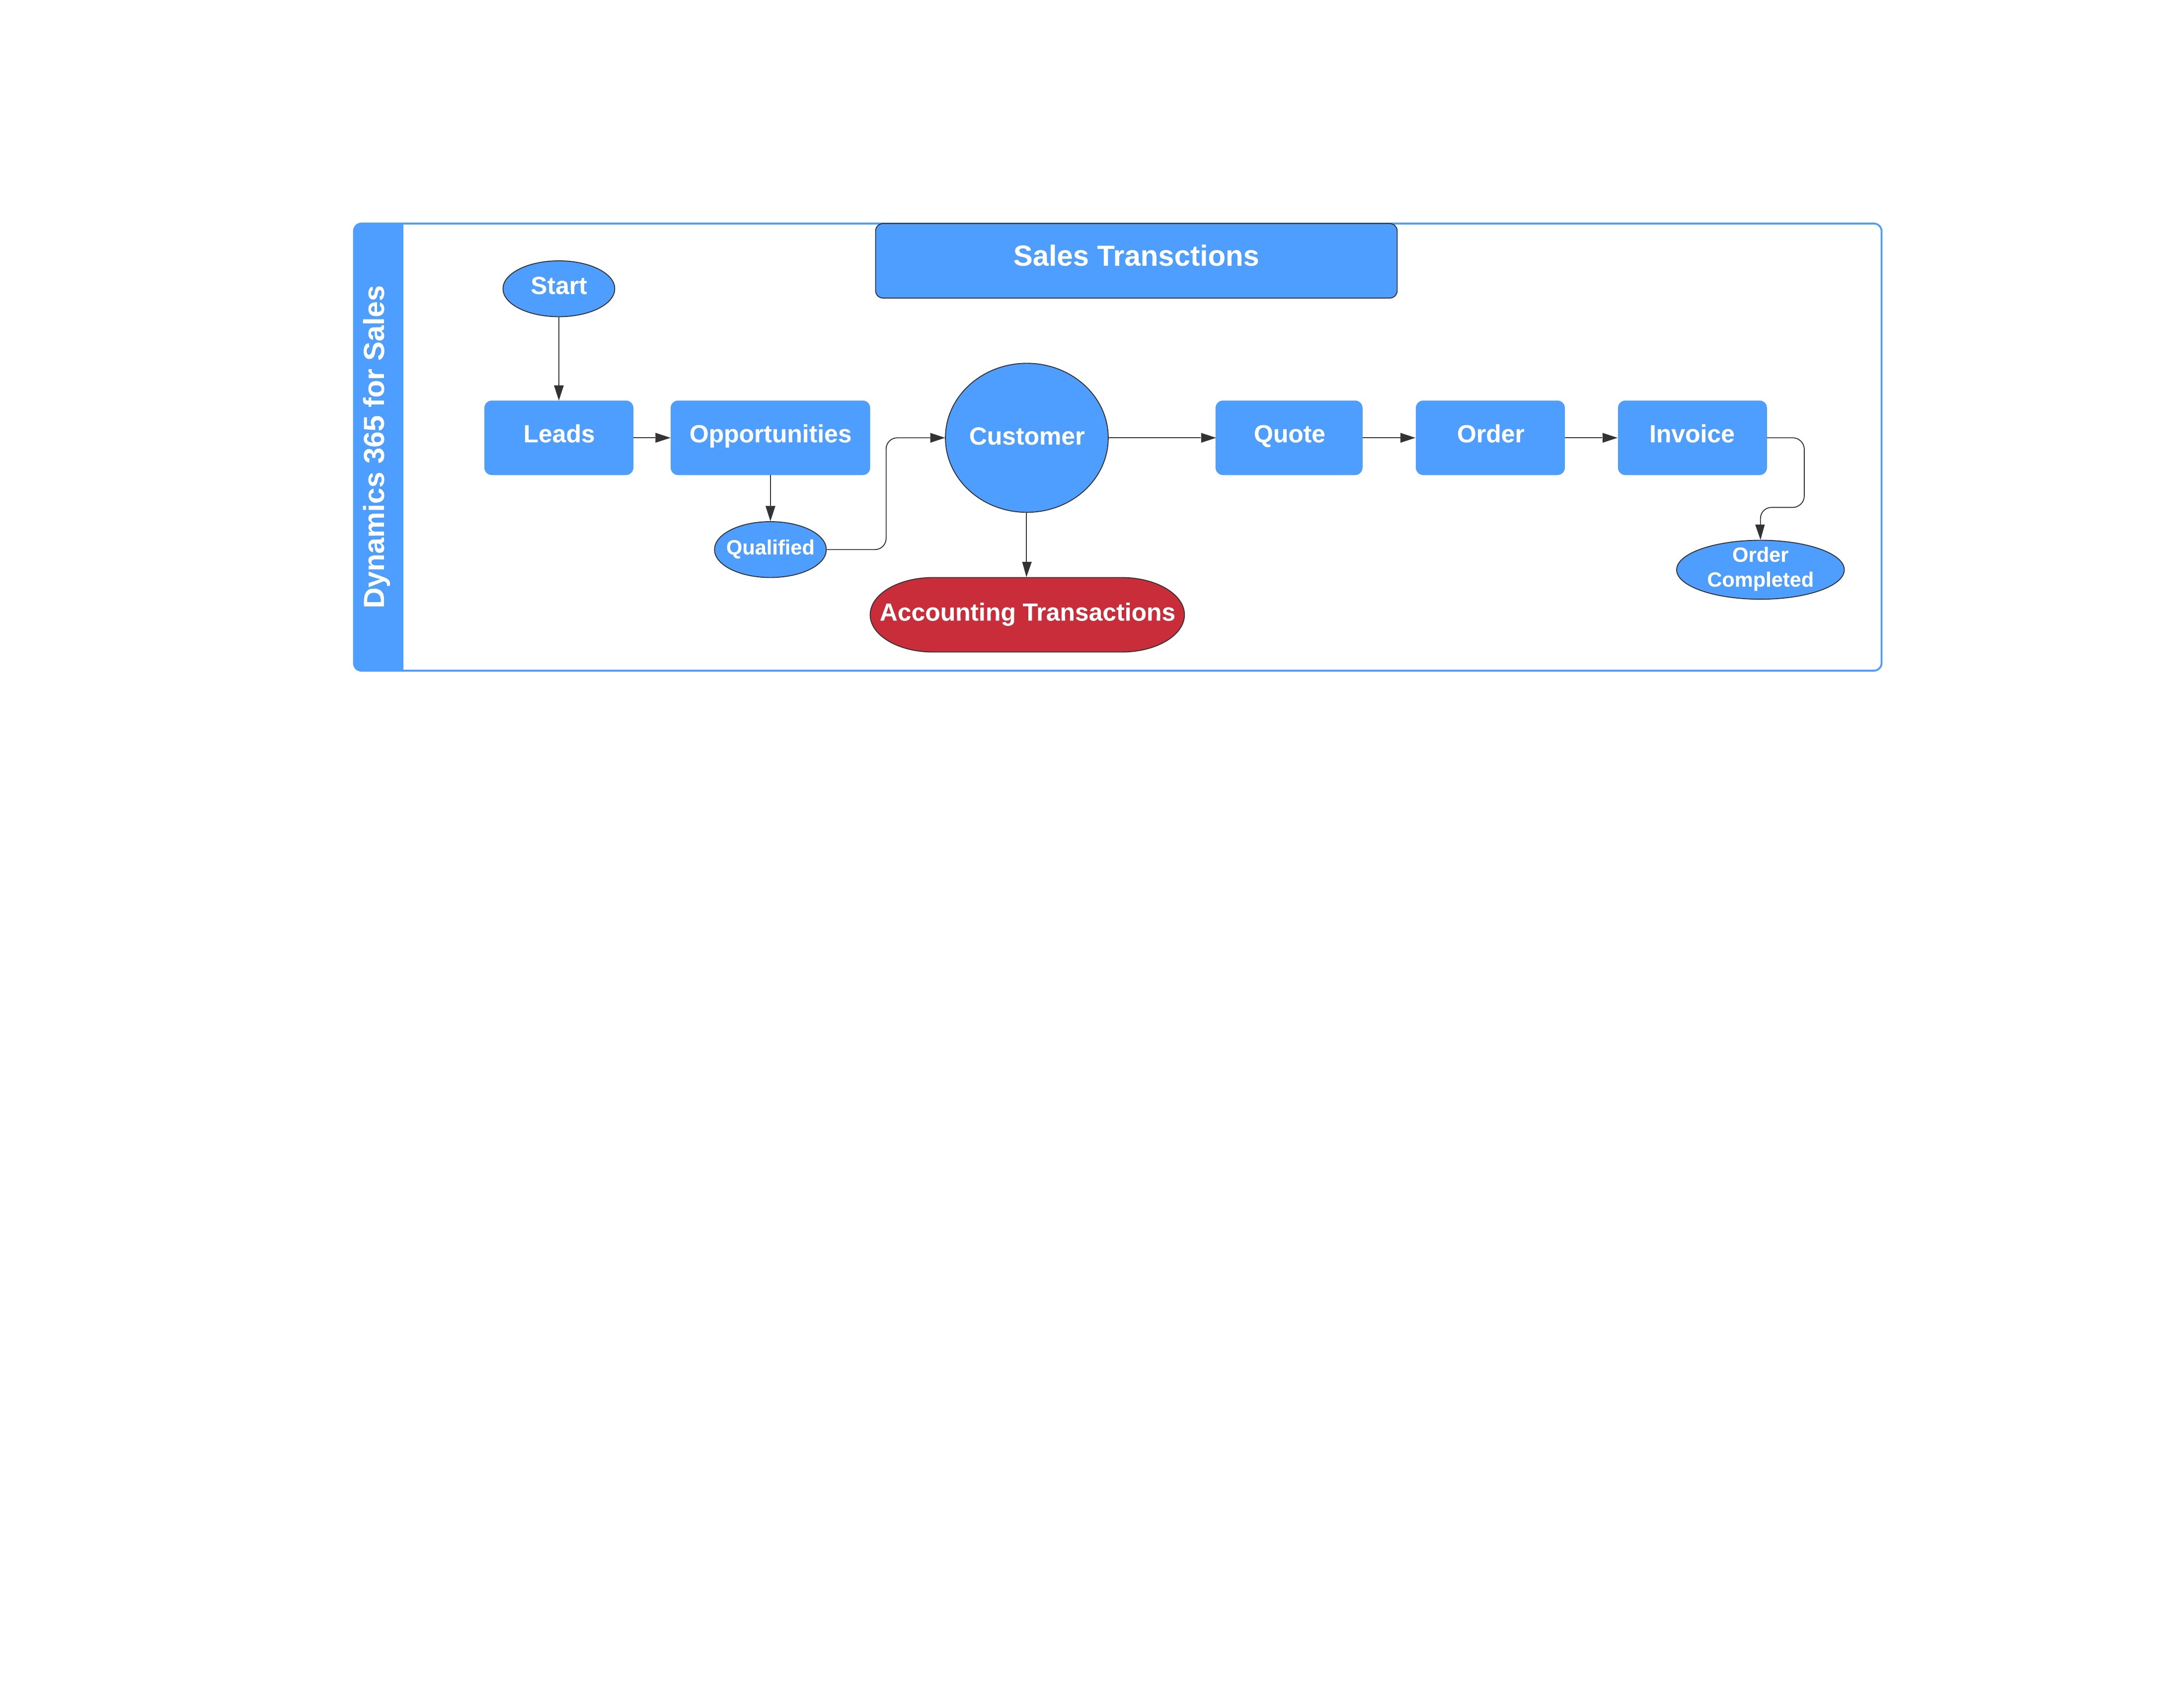 Dynamics 365 for Sales
Sales Transctions
Start
Leads
Opportunities
Qualified
Customer
Accounting Transactions
Quote
Order
Invoice
Order
Completed